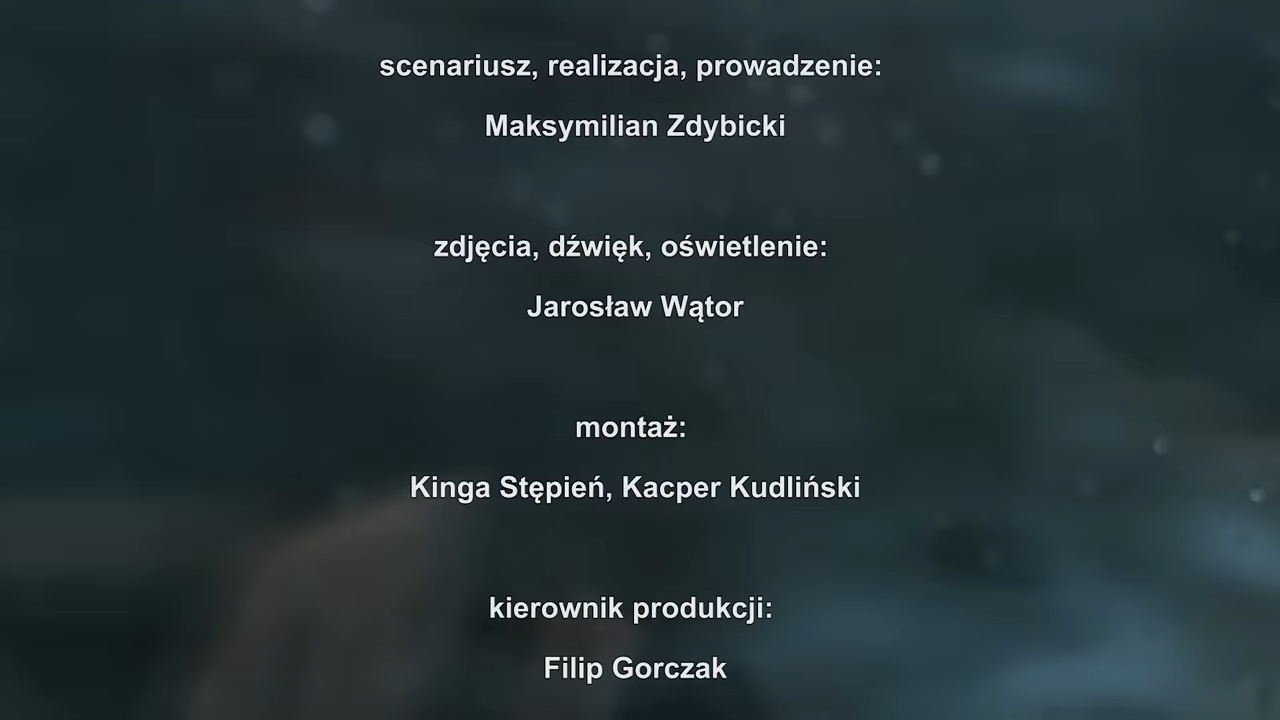 scenariusz, realizacja, prowadzenie:
Maksymilian Zdybicki
zdjęcia, dźwięk, oświetlenie:
Jarosław Wątor
montaż:
Kinga Stępień, Kacper Kudliński
kierownik produkcji:
Filip Gorczak